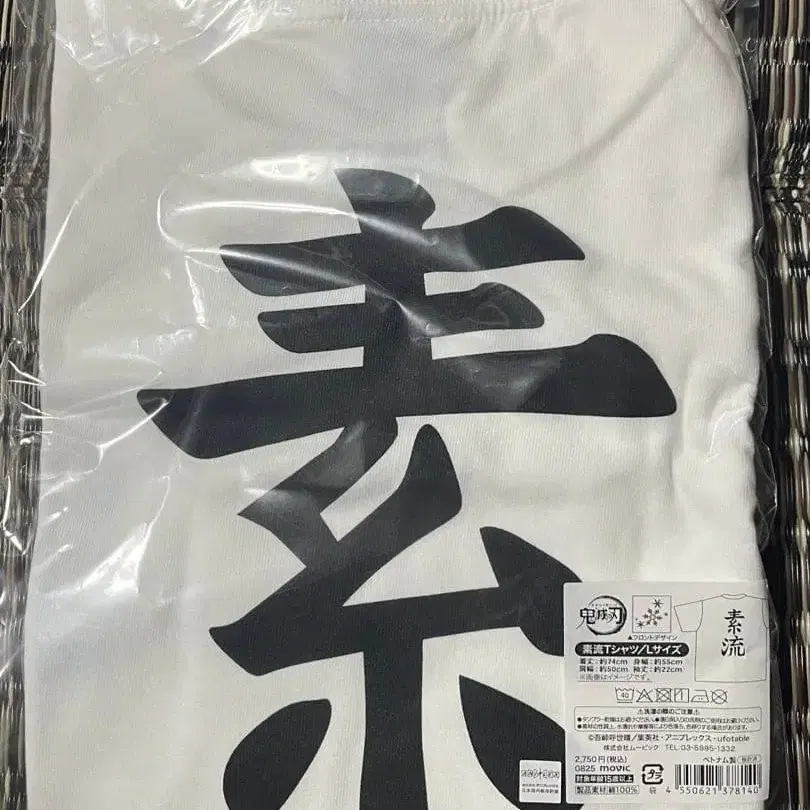 素
鬼滅刃
▲フロントデザイン
素流
素流Tシャツ/Lサイズ
着丈:約74cm 身幅:約55cm
肩幅:約50cm 袖丈:約22cm
※画像はイメージです。
40
⚠洗濯の際のご注意⚠
©吾峠呼世晴/集英社・アニプレックス・ufotable
株式会社ムービック TEL:03-5995-1332
2,750円(税込)
ベトナム製
0825 movic
対象年齢15歳以上
製品素材 綿100%
袋
4 550621 378140